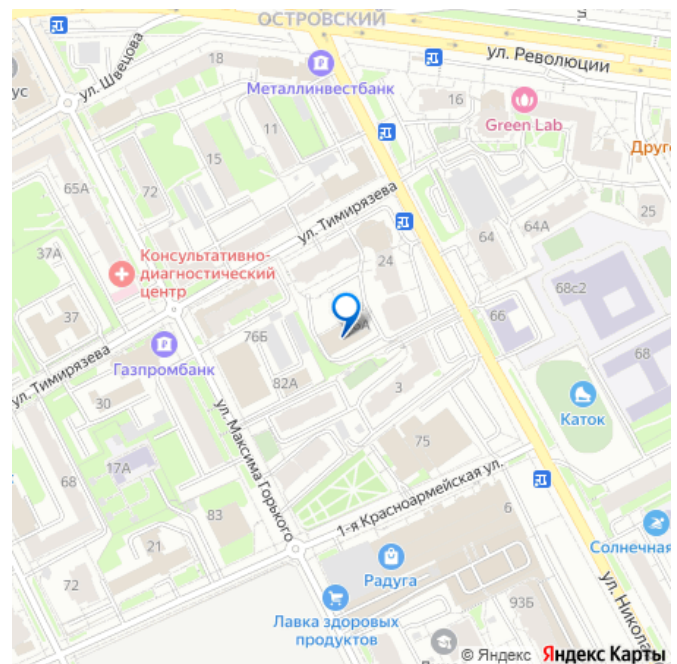 ОСТРОВСКИЙ
ул. Революции
ул. Швецова
18
Металлинвестбанк
ус
16
Green Lab
11
15
Друг
65А
72
ул. Тимирязева
25
64А
64
37А
Консультативно-
диагностический
центр
24
68с2
37
66
76Б
Газпромбанк
68
ул. Тимирязева
82А
3
30
Каток
ул. Максима Горького
75
17А
68
1-я Красноармейская ул.
83
6
21
Солнечная
Радуга
72
93Б
Лавка здоровых
продуктов
ул. Никола
© Яндекс Яндекс Карты